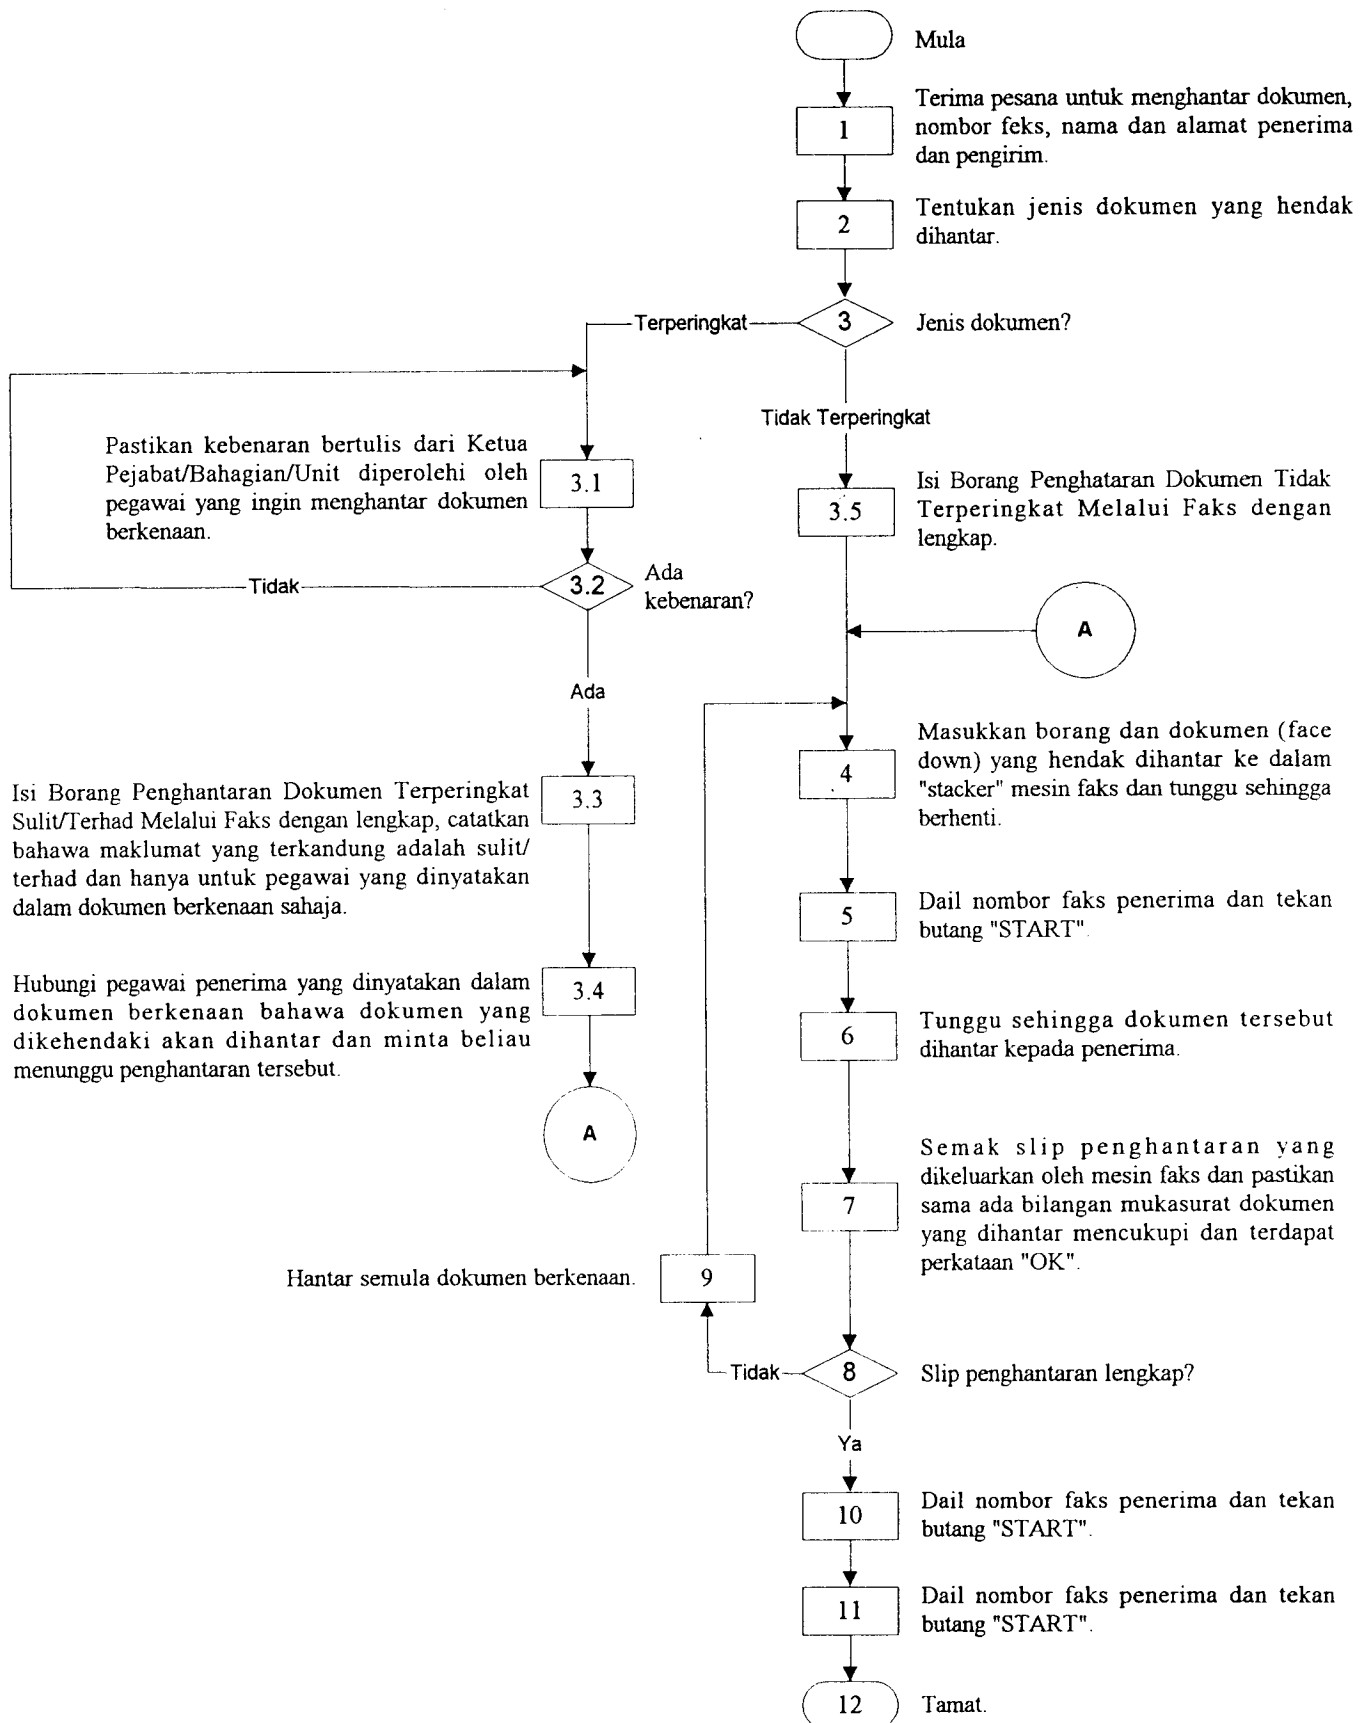 Mula
Terima pesana untuk menghantar dokumen,
nombor feks, nama dan alamat penerima
dan pengirim.
1
Tentukan jenis dokumen yang hendak
dihantar.
2
Terperingkat
3
Jenis dokumen?
Tidak Terperingkat
Pastikan kebenaran bertulis dari Ketua
Pejabat/Bahagian/Unit diperolehi oleh
pegawai yang ingin menghantar dokumen
berkenaan.
3.1
3.5
Isi Borang Penghataran Dokumen Tidak
Terperingkat Melalui Faks dengan
lengkap.
Tidak
3.2
Ada
kebenaran?
A
Ada
Isi Borang Penghantaran Dokumen Terperingkat
Sulit/Terhad Melalui Faks dengan lengkap, catatkan
bahawa maklumat yang terkandung adalah sulit/
terhad dan hanya untuk pegawai yang dinyatakan
dalam dokumen berkenaan sahaja.
3.3
4
Masukkan borang dan dokumen (face
down) yang hendak dihantar ke dalam
"stacker" mesin faks dan tunggu sehingga
berhenti.
5
Dail nombor faks penerima dan tekan
butang "START".
Hubungi pegawai penerima yang dinyatakan dalam
dokumen berkenaan bahawa dokumen yang
dikehendaki akan dihantar dan minta beliau
menunggu penghantaran tersebut.
3.4
6
Tunggu sehingga dokumen tersebut
dihantar kepada penerima.
A
7
Semak slip penghantaran yang
dikeluarkan oleh mesin faks dan pastikan
sama ada bilangan mukasurat dokumen
yang dihantar mencukupi dan terdapat
perkataan "OK".
Hantar semula dokumen berkenaan.
9
Tidak
8
Slip penghantaran lengkap?
Ya
10
Dail nombor faks penerima dan tekan
butang "START".
11
Dail nombor faks penerima dan tekan
butang "START".
12
Tamat.